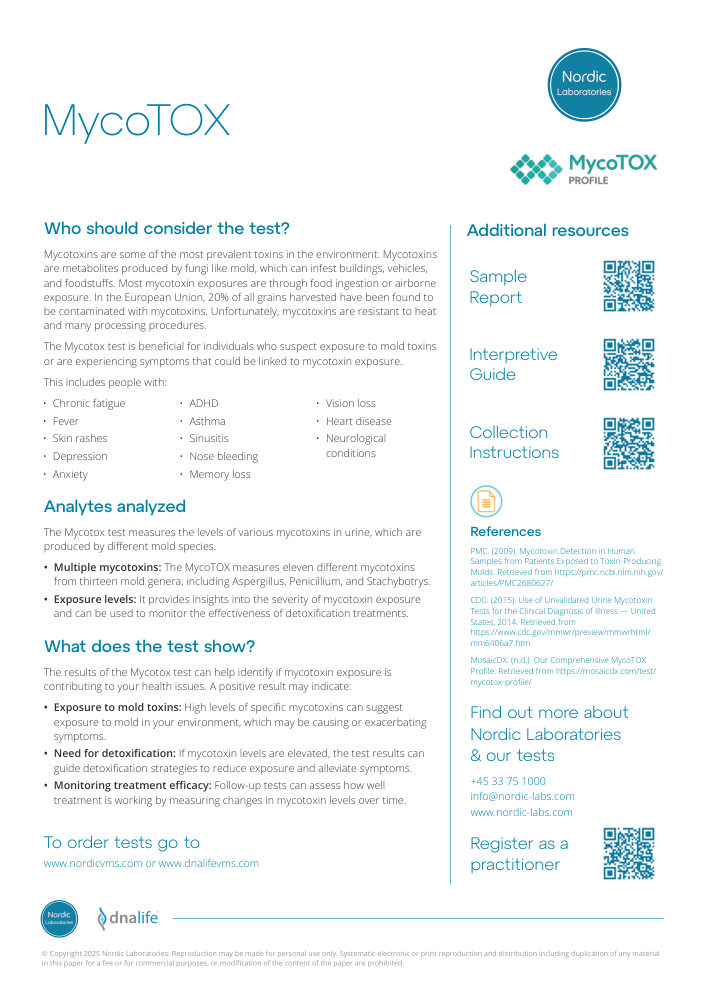 MycoTOX
Nordic
Laboratories
MycoTOX
PROFILE
Who should consider the test?
Mycotoxins are some of the most prevalent toxins in the environment. Mycotoxins
are metabolites produced by fungi like mold, which can infest buildings, vehicles,
and foodstuffs. Most mycotoxin exposures are through food ingestion or airborne
exposure. In the European Union, 20% of all grains harvested have been found to
be contaminated with mycotoxins. Unfortunately, mycotoxins are resistant to heat
and many processing procedures.
The Mycotox test is beneficial for individuals who suspect exposure to mold toxins
or are experiencing symptoms that could be linked to mycotoxin exposure.
This includes people with:
• Chronic fatigue
• Fever
• Skin rashes
• Depression
• Anxiety
• ADHD
• Asthma
• Sinusitis
• Nose bleeding
• Memory loss
• Vision loss
• Heart disease
• Neurological
conditions
Analytes analyzed
The Mycotox test measures the levels of various mycotoxins in urine, which are
produced by different mold species.
• Multiple mycotoxins: The MycoTOX measures eleven different mycotoxins
from thirteen mold genera, including Aspergillus, Penicillium, and Stachybotrys.
• Exposure levels: It provides insights into the severity of mycotoxin exposure
and can be used to monitor the effectiveness of detoxification treatments.
What does the test show?
The results of the Mycotox test can help identify if mycotoxin exposure is
contributing to your health issues. A positive result may indicate:
• Exposure to mold toxins: High levels of specific mycotoxins can suggest
exposure to mold in your environment, which may be causing or exacerbating
symptoms.
• Need for detoxification: If mycotoxin levels are elevated, the test results can
guide detoxification strategies to reduce exposure and alleviate symptoms.
• Monitoring treatment efficacy: Follow-up tests can assess how well
treatment is working by measuring changes in mycotoxin levels over time.
To order tests go to
www.nordicvms.com or www.dnalifevms.com
Additional resources
Sample
Report
Interpretive
Guide
Collection
Instructions
References
PMC. (2009). Mycotoxin Detection in Human
Samples from Patients Exposed to Toxin-Producing
Molds. Retrieved from https://pmc.ncbi.nlm.nih.gov/
articles/PMC2680627/
CDC. (2015). Use of Unvalidated Urine Mycotoxin
Tests for the Clinical Diagnosis of Illness — United
States, 2014. Retrieved from
https://www.cdc.gov/mmwr/preview/mmwrhtml/
mm6406a7.htm
MosaicDX. (n.d.). Our Comprehensive MycoTOX
Profile. Retrieved from https://mosaicdx.com/test/
mycotox-profile/
Find out more about
Nordic Laboratories
& our tests
+45 33 75 1000
info@nordic-labs.com
www.nordic-labs.com
Register as a
practitioner
Nordic
Laboratories
dnalife
© Copyright 2025 Nordic Laboratories. Reproduction may be made for personal use only. Systematic electronic or print reproduction and distribution including duplication of any material
in this paper for a fee or for commercial purposes, or modification of the content of the paper are prohibited.